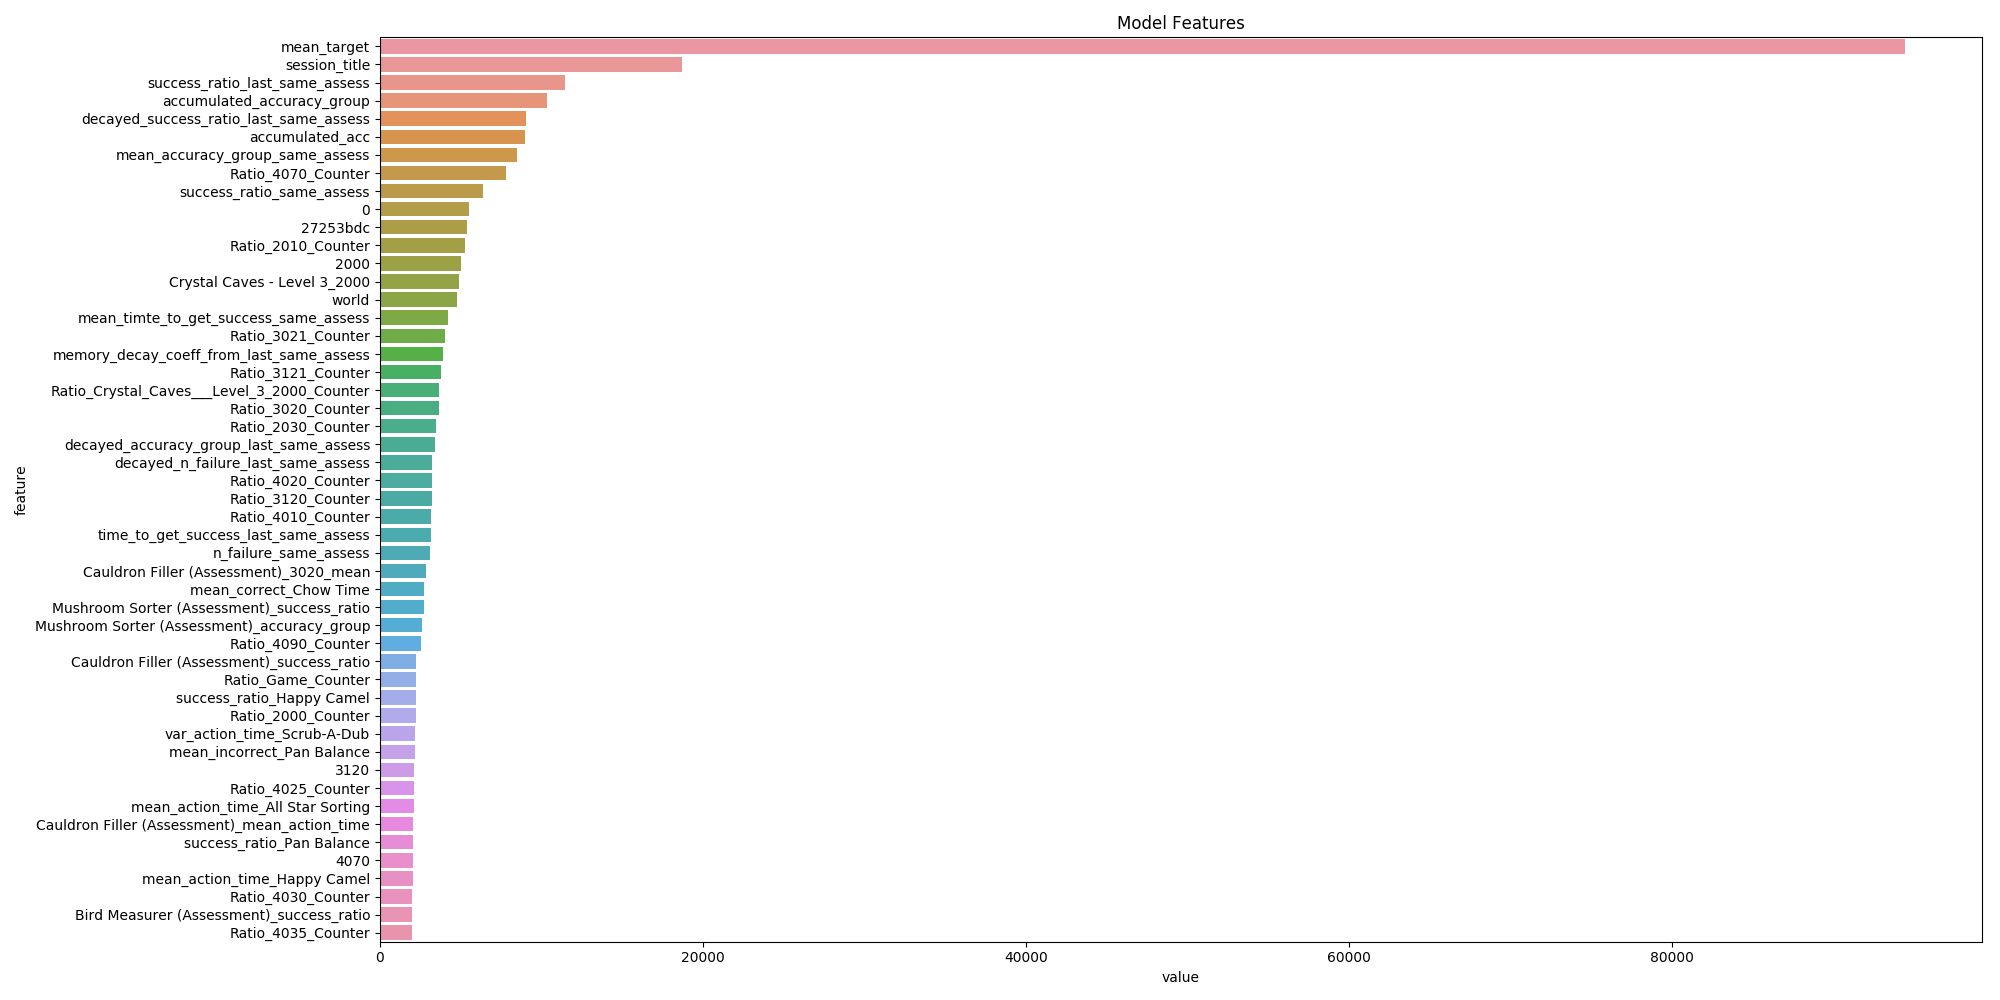 Model Features
mean_target
session_title
success_ratio_last_same_assess
accumulated_accuracy_group
decayed_success_ratio_last_same_assess
accumulated_acc
mean_accuracy_group_same_assess
Ratio_4070_Counter
success_ratio_same_assess
0
27253bdc
Ratio_2010_Counter
2000
Crystal Caves - Level 3_2000
world
mean_timte_to_get_success_same_assess
Ratio_3021_Counter
memory_decay_coeff_from_last_same_assess
Ratio_3121_Counter
Ratio_Crystal_Caves___Level_3_2000_Counter
Ratio_3020_Counter
Ratio_2030_Counter
decayed_accuracy_group_last_same_assess
decayed_n_failure_last_same_assess
Ratio_4020_Counter
Ratio_3120_Counter
Ratio_4010_Counter
time_to_get_success_last_same_assess
n_failure_same_assess
Cauldron Filler (Assessment)_3020_mean
mean_correct_Chow Time
Mushroom Sorter (Assessment)_success_ratio
Mushroom Sorter (Assessment)_accuracy_group
Ratio_4090_Counter
Cauldron Filler (Assessment)_success_ratio
Ratio_Game_Counter
success_ratio_Happy Camel
Ratio_2000_Counter
var_action_time_Scrub-A-Dub
mean_incorrect_Pan Balance
3120
Ratio_4025_Counter
mean_action_time_All Star Sorting
Cauldron Filler (Assessment)_mean_action_time
success_ratio_Pan Balance
4070
mean_action_time_Happy Camel
Ratio_4030_Counter
Bird Measurer (Assessment)_success_ratio
Ratio_4035_Counter
feature
0 20000 40000 60000 80000
value